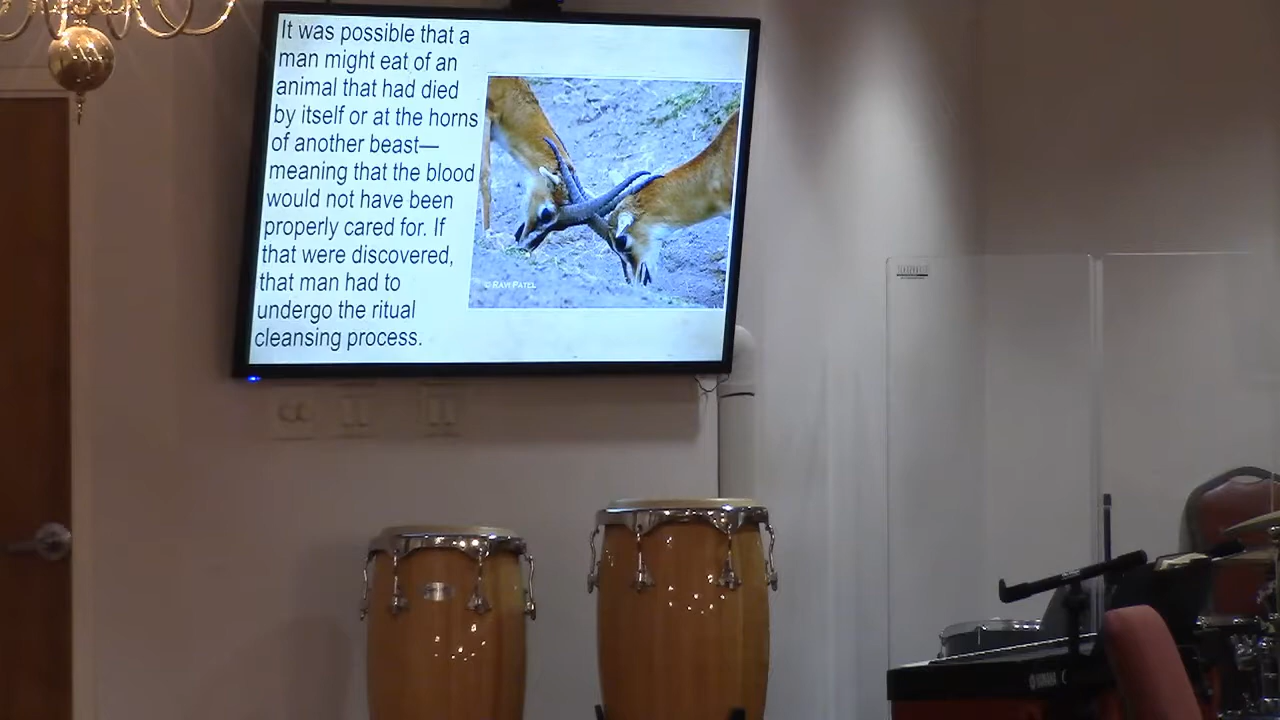 It was possible that a
man might eat of an
animal that had died
by itself or at the horns
of another beast—
meaning that the blood
would not have been
properly cared for. If
that were discovered,
that man had to
undergo the ritual
cleansing process.
© RAVI PATEL
YAMAHA